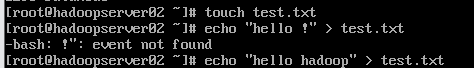 [root@hadoopserver02 ~]# touch test.txt
[root@hadoopserver02 ~]# echo "hello !" > test.txt
-bash: !": event not found
[root@hadoopserver02 ~]# echo "hello hadoop" > test.txt